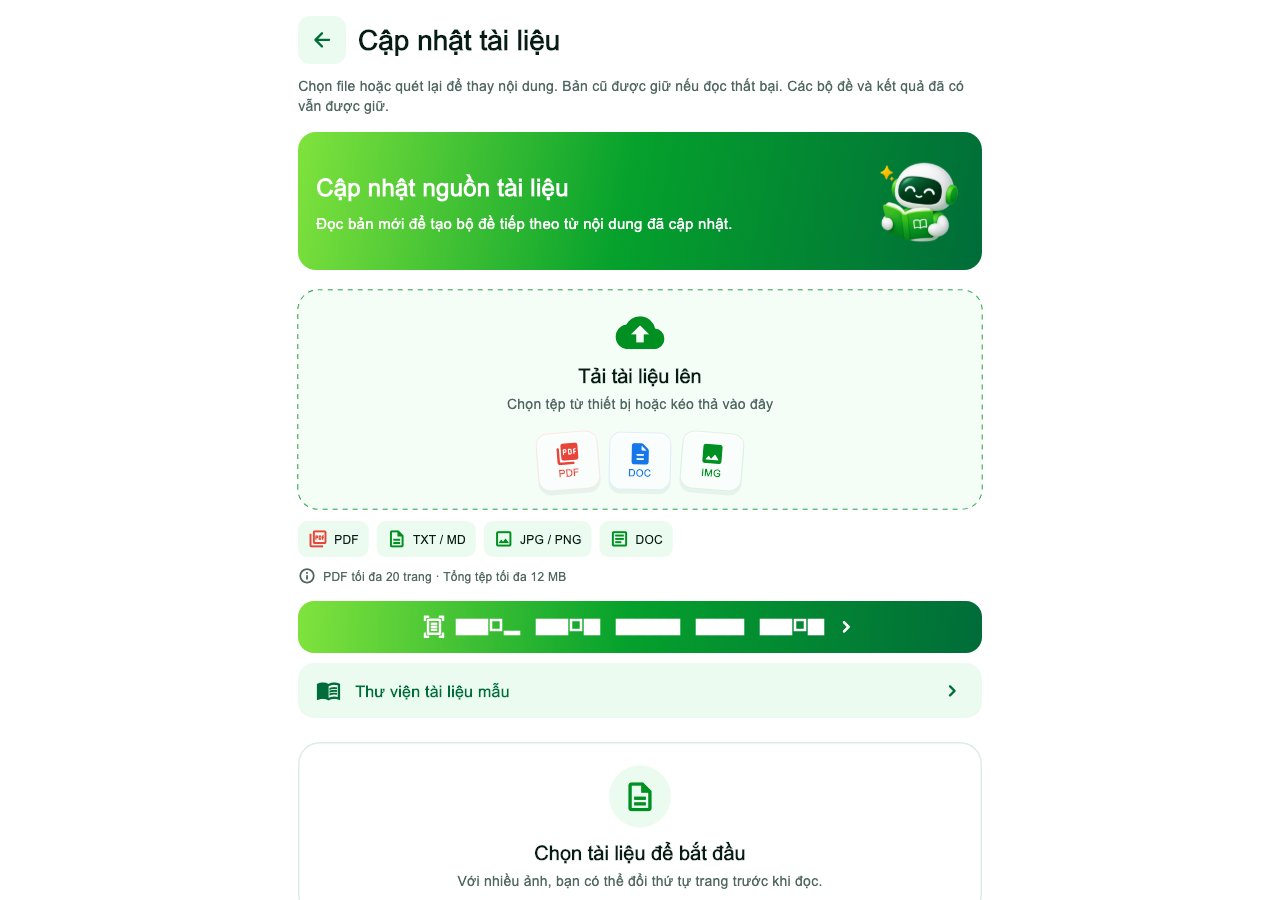 Cập nhật tài liệu
Chọn file hoặc quét lại để thay nội dung. Bản cũ được giữ nếu đọc thất bại. Các bộ đề và kết quả đã có
vẫn được giữ.
Cập nhật nguồn tài liệu
Đọc bản mới để tạo bộ đề tiếp theo từ nội dung đã cập nhật.
Tải tài liệu lên
Chọn tệp từ thiết bị hoặc kéo thả vào đây
PDF DOC IMG
PDF TXT / MD JPG / PNG DOC
PDF tối đa 20 trang · Tổng tệp tối đa 12 MB
Thư viện tài liệu mẫu
Chọn tài liệu để bắt đầu
Với nhiều ảnh, bạn có thể đổi thứ tự trang trước khi đọc.